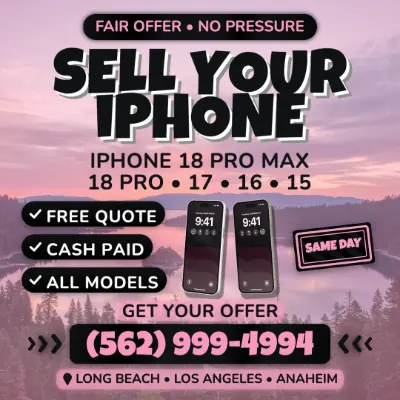 FAIR OFFER • NO PRESSURE
SELL YOUR
IPHONE
IPHONE 18 PRO MAX
18 PRO • 17 • 16 • 15
✓ FREE QUOTE
✓ CASH PAID
✓ ALL MODELS
9:41
9:41
SAME DAY
GET YOUR OFFER
››› (562) 999-4994 ‹‹‹
LONG BEACH • LOS ANGELES • ANAHEIM